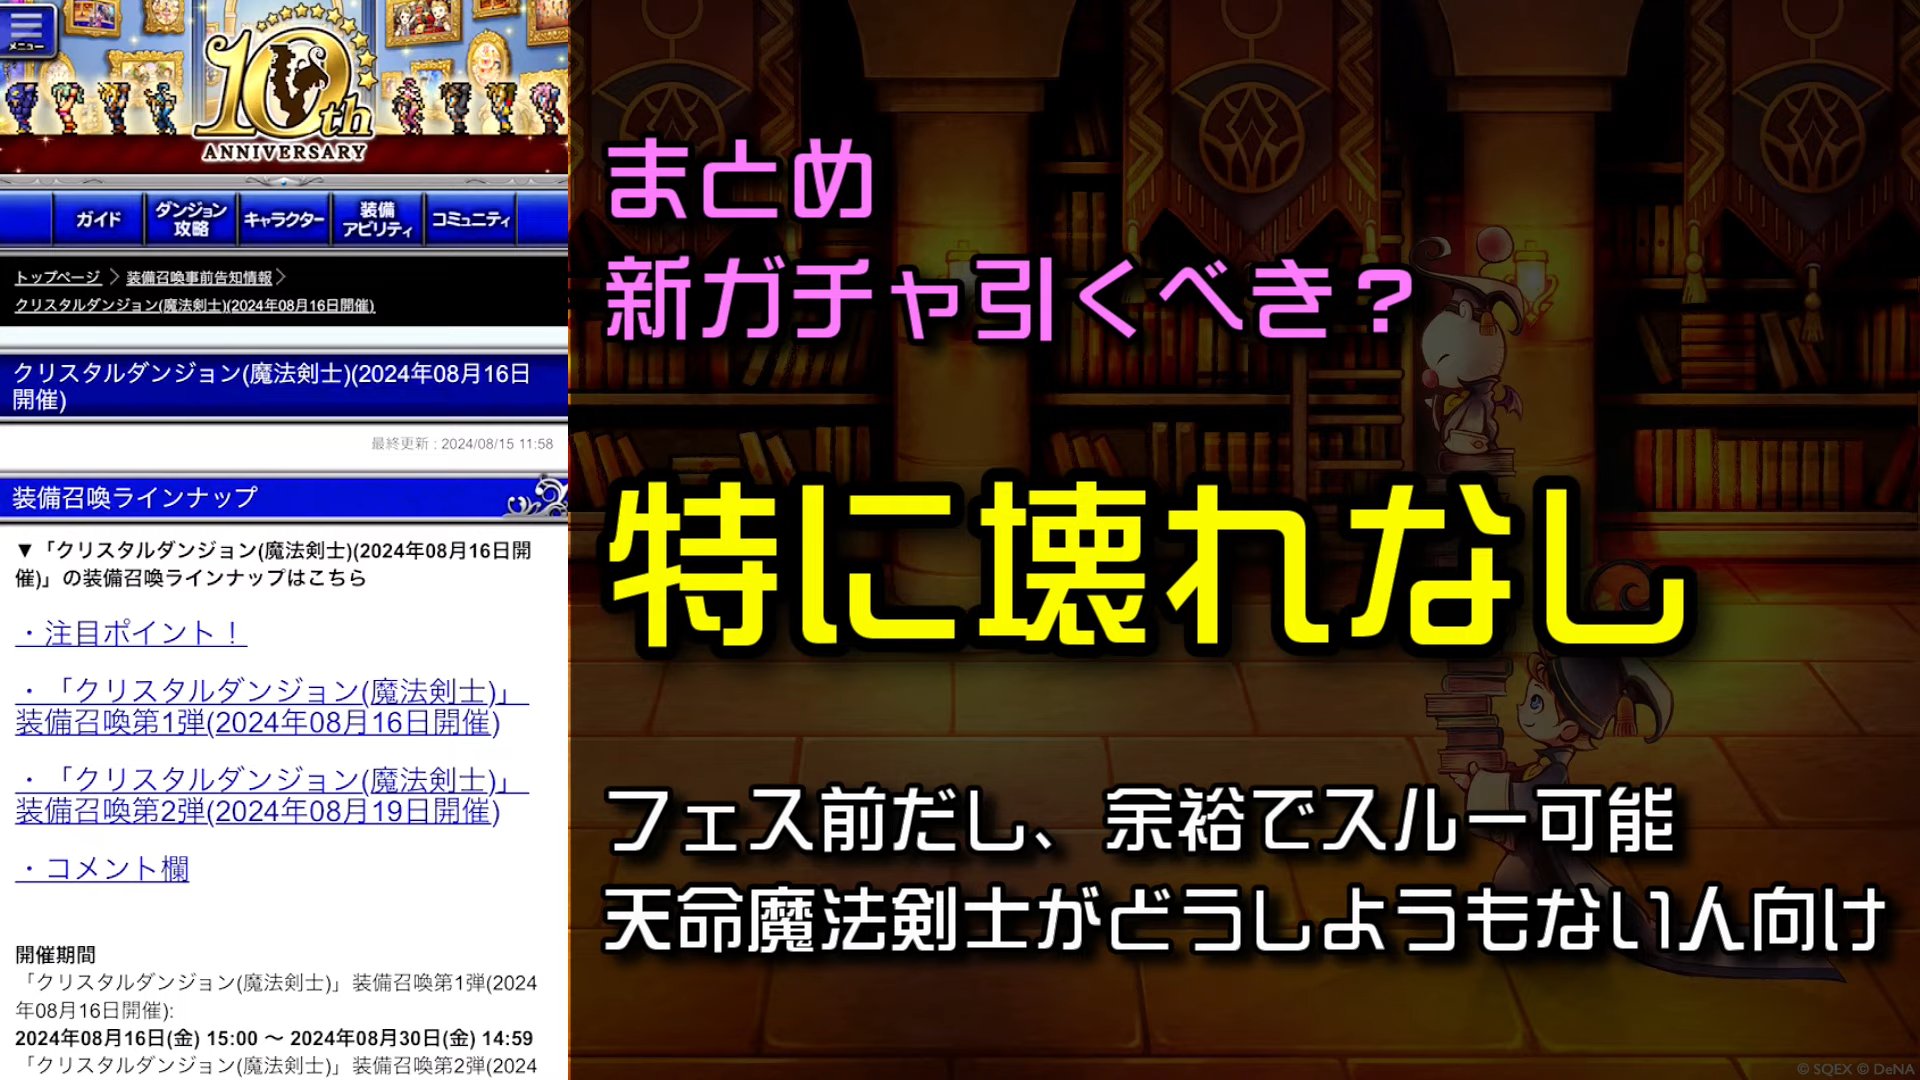 メニュー
10th
ANNIVERSARY
ガイド
ダンジョン
攻略
キャラクター
装備
アビリティ
コミュニティ
トップページ
装備召喚事前告知情報
クリスタルダンジョン(魔法剣士)(2024年08月16日開催)
クリスタルダンジョン(魔法剣士)(2024年08月16日
開催)
最終更新 : 2024/08/15 11:58
装備召喚ラインナップ
▼「クリスタルダンジョン(魔法剣士)(2024年08月16日開
催)」の装備召喚ラインナップはこちら
・注目ポイント！
・「クリスタルダンジョン(魔法剣士)」
装備召喚第1弾(2024年08月16日開催)
・「クリスタルダンジョン(魔法剣士)」
装備召喚第2弾(2024年08月19日開催)
・コメント欄
開催期間
「クリスタルダンジョン(魔法剣士)」装備召喚第1弾(2024
年08月16日開催):
2024年08月16日(金) 15:00 〜 2024年08月30日(金) 14:59
「クリスタルダンジョン(魔法剣士)」装備召喚第2弾(2024
まとめ
新ガチャ引くべき？
特に壊れなし
フェス前だし、余裕でスルー可能
天命魔法剣士がどうしようもない人向け
© SQEX © DeNA